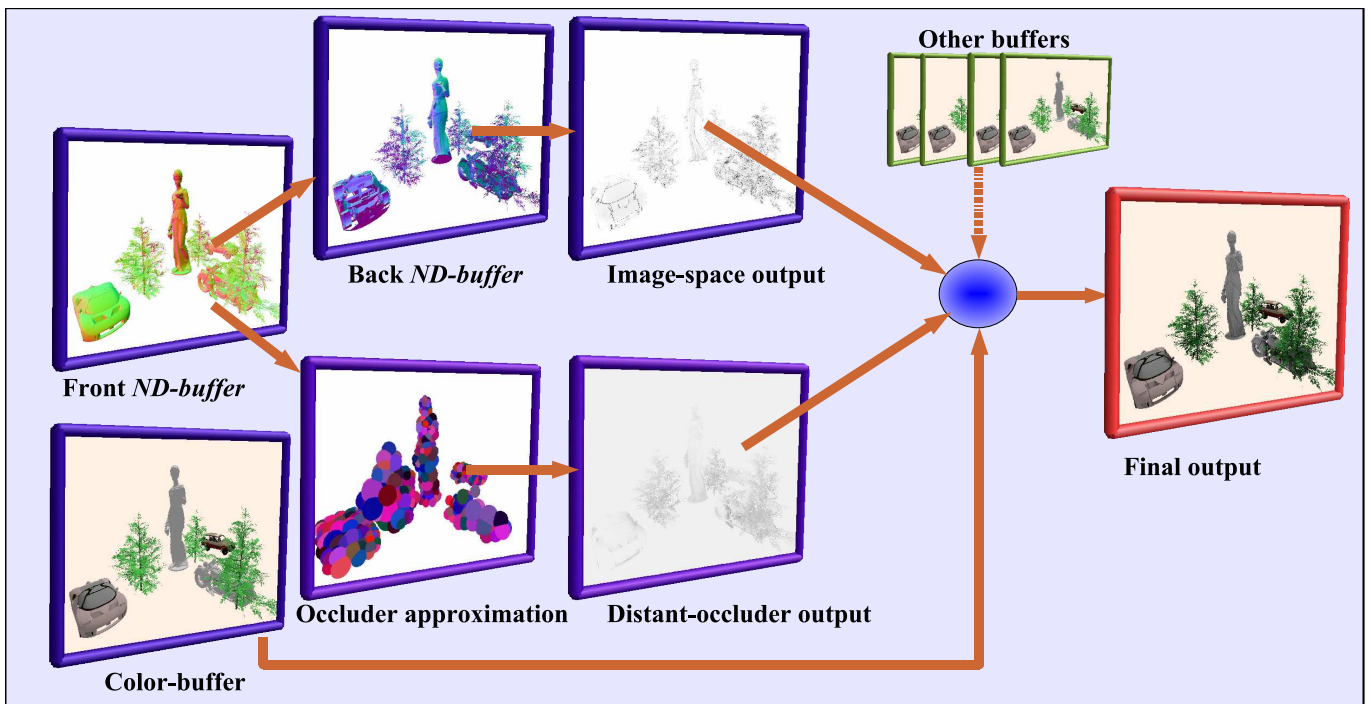 Other buffers
Back ND-buffer
Image-space output
Front ND-buffer
Final output
Occluder approximation
Distant-occluder output
Color-buffer